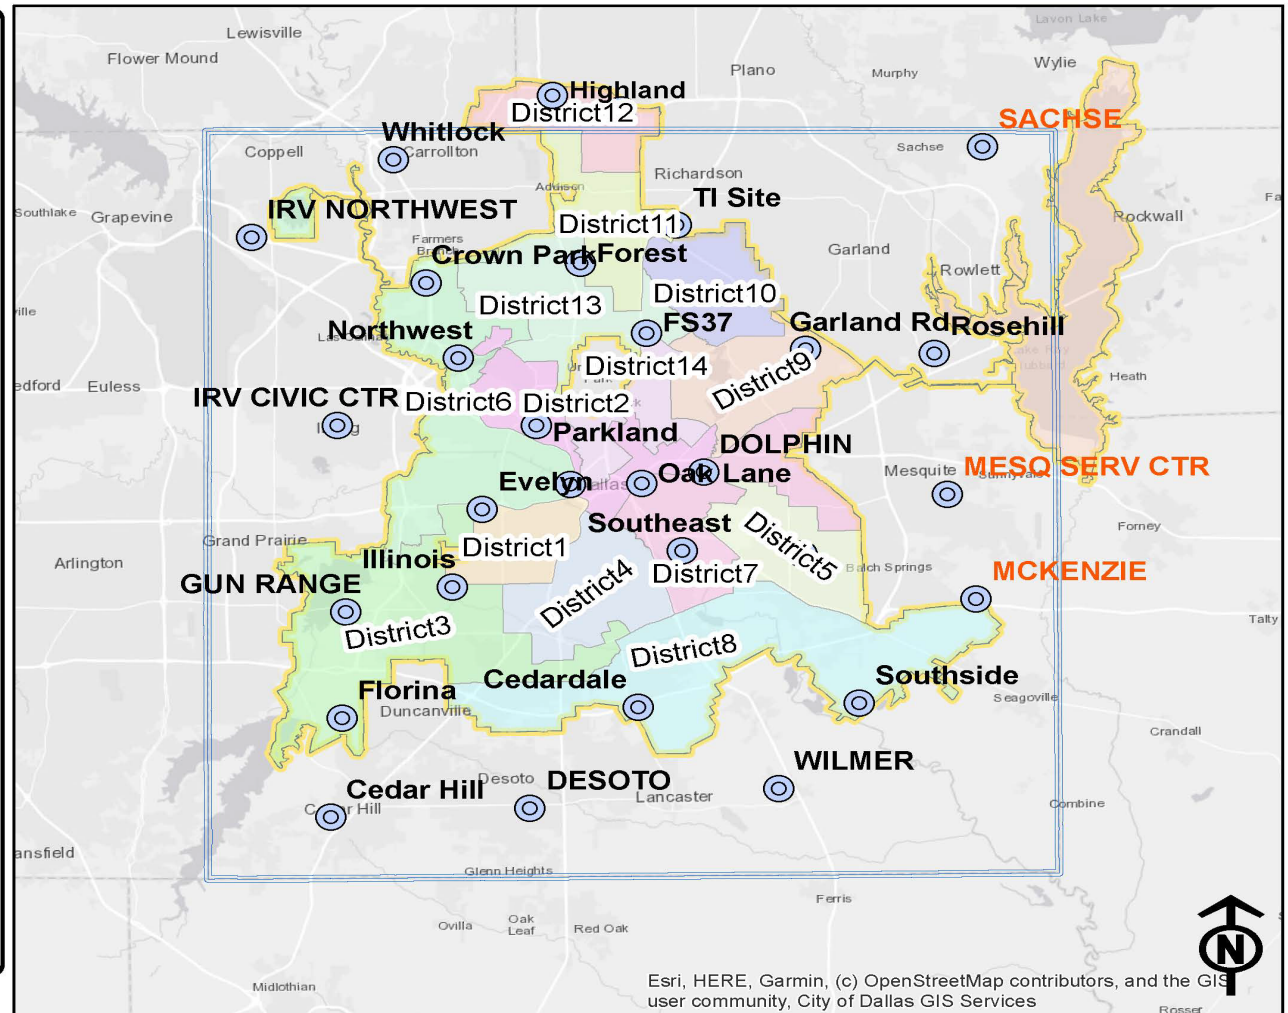 Lavon Lake
Lewisville
Flower Mound
Wylie
Plano
Murphy
Highland
District12
SACHSE
Whitlock
Coppell
Carrollton
Sachse
Richardson
Addison
TI Site
IRV NORTHWEST
Southlake
Grapevine
Rockwall
District11
Farmers
Branch
Crown Park
Forest
Garland
Rowlett
District10
District13
Northwest
FS37
Garland Rd
Rosehill
District14
Park
District9
Heath
Euless
IRV CIVIC CTR
District6
District2
Parkland
DOLPHIN
Mesquite
MESQ SERV CTR
Sunnyvale
Evelyn
Dallas
Oak Lane
Southeast
District5
Forney
Grand Prairie
District1
Arlington
Illinois
District4
District7
Balch Springs
MCKENZIE
GUN RANGE
District3
District8
Cedardale
Southside
Florina
Duncanville
Seagoville
Crandall
WILMER
Desoto
DESOTO
Cedar Hill
Lancaster
Combine
Glenn Heights
Ferris
Ovilla
Oak
Leaf
Red Oak
N
Midlothian
Esri, HERE, Garmin, (c) OpenStreetMap contributors, and the GIS
user community, City of Dallas GIS Services
Rosser